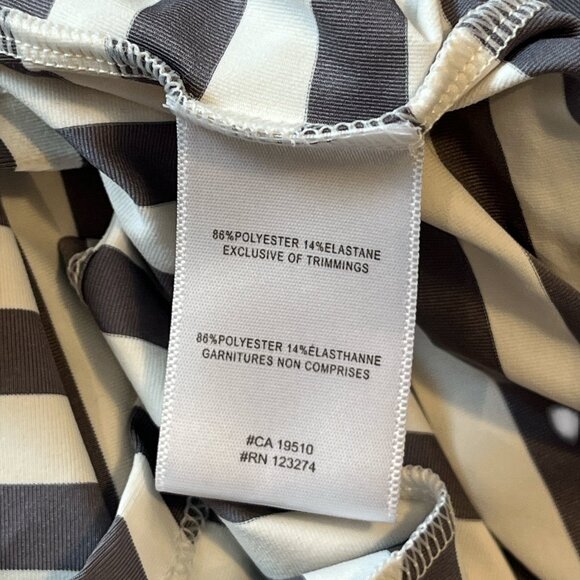 86%POLYESTER 14%ELASTANE
EXCLUSIVE OF TRIMMINGS
86%POLYESTER 14%ÉLASTHANNE
GARNITURES NON COMPRISES
#CA 19510
#RN 123274